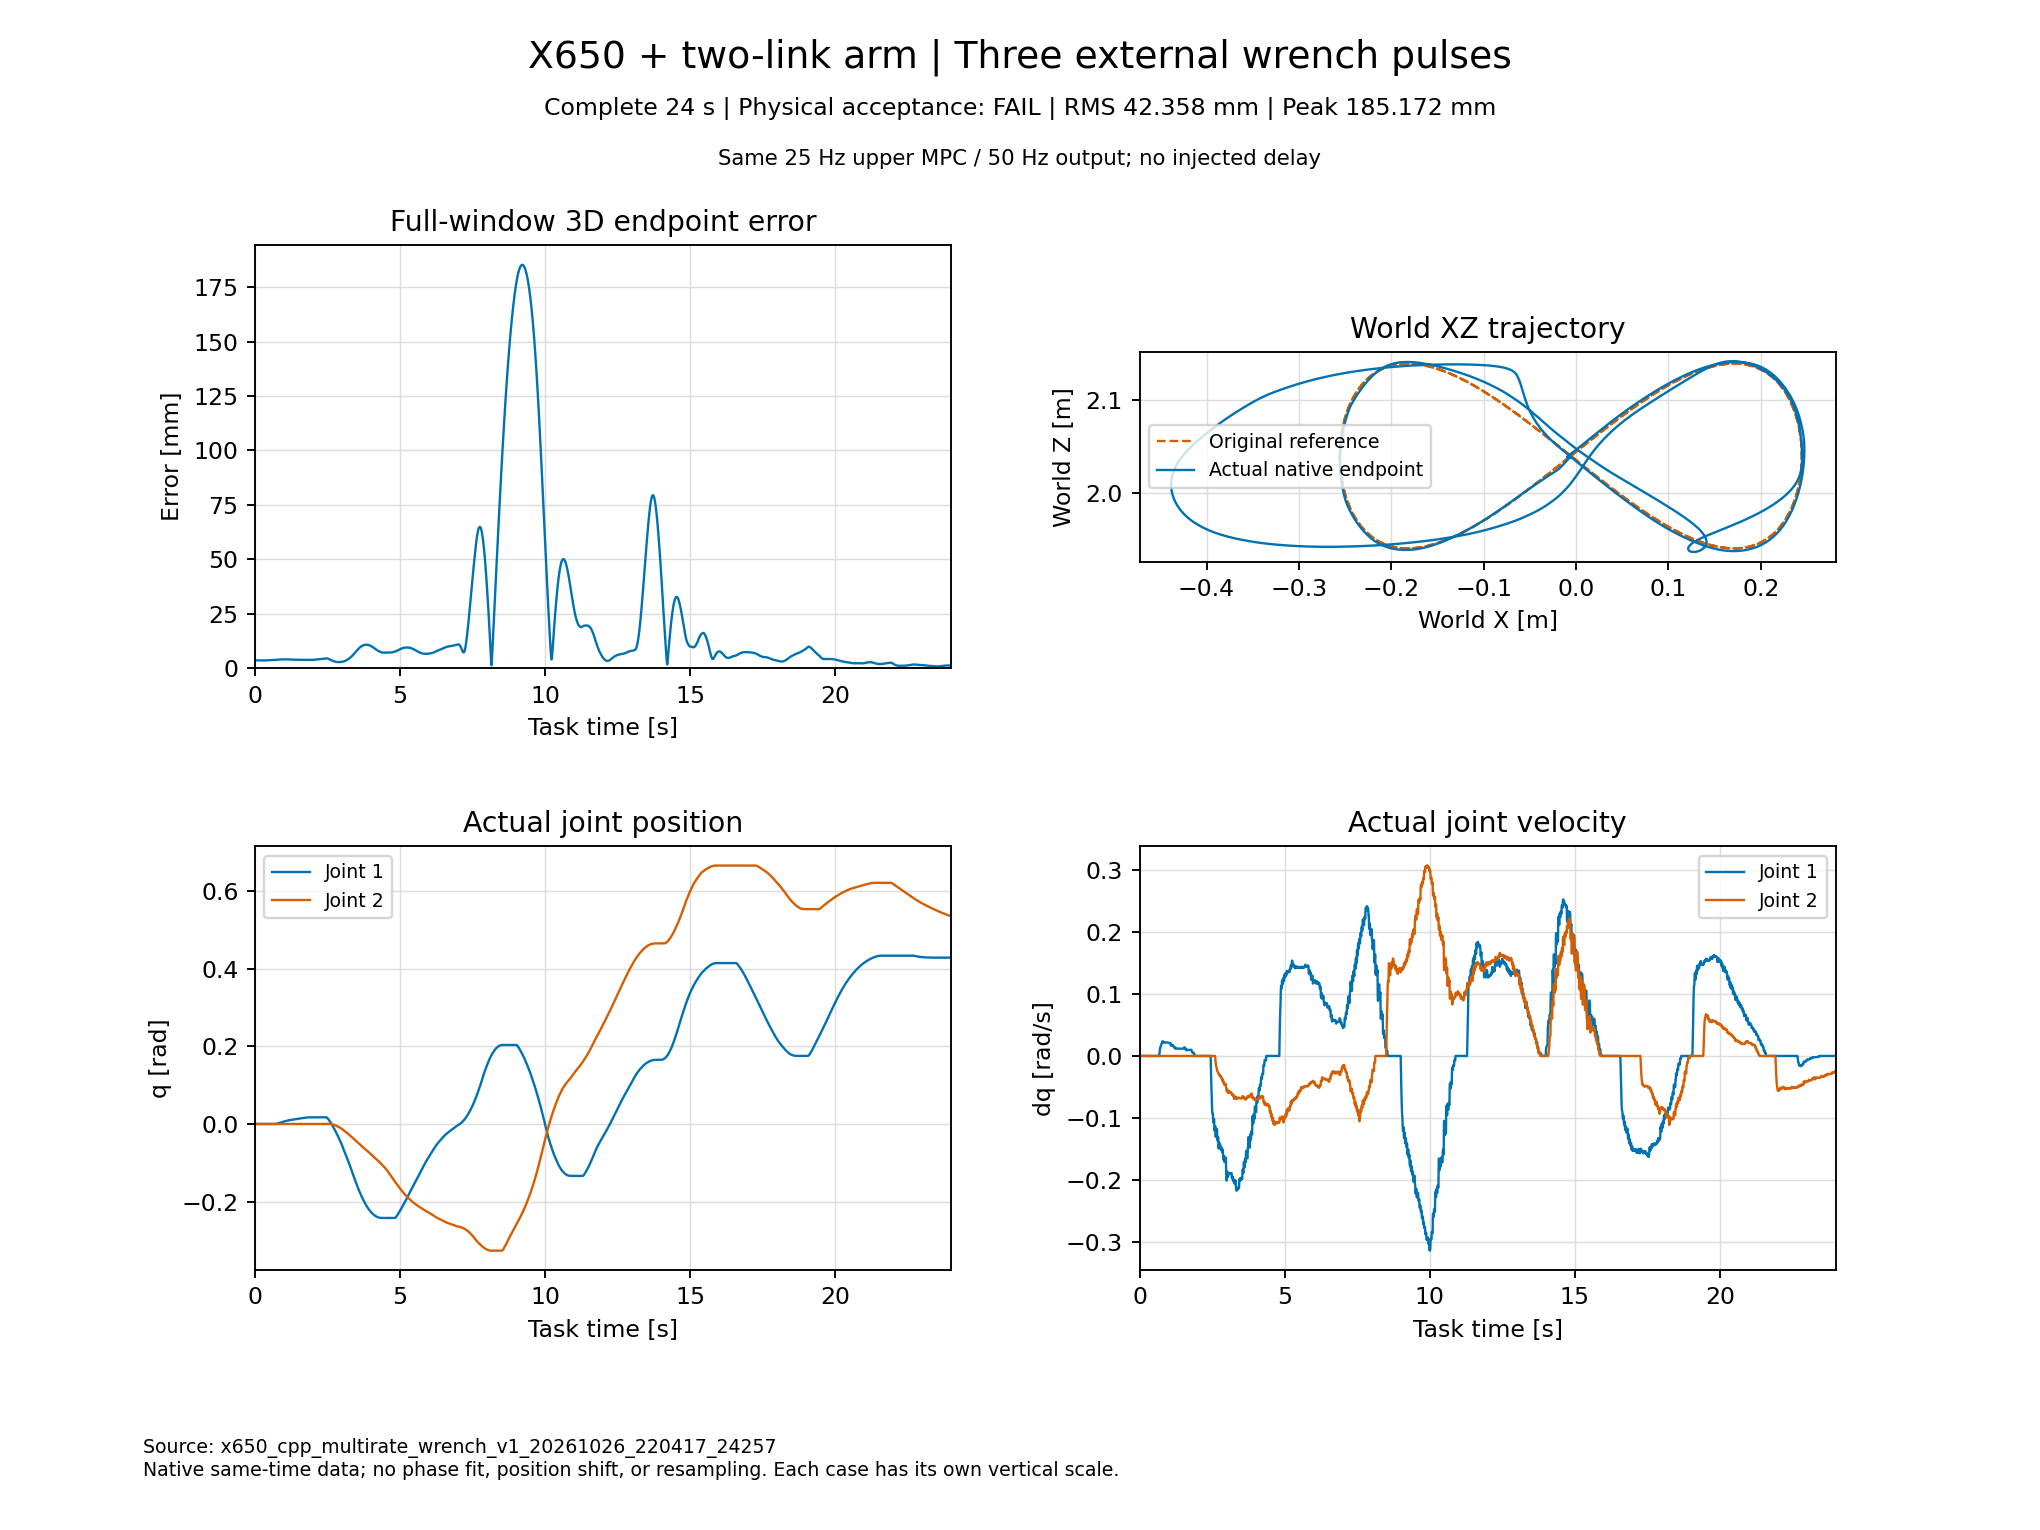 X650 + two-link arm | Three external wrench pulses
Complete 24 s | Physical acceptance: FAIL | RMS 42.358 mm | Peak 185.172 mm
Same 25 Hz upper MPC / 50 Hz output; no injected delay
Full-window 3D endpoint error
175
150
125
100
75
50
25
0
Error [mm]
0 5 10 15 20
Task time [s]
World XZ trajectory
2.1
2.0
World Z [m]
Original reference
Actual native endpoint
−0.4 −0.3 −0.2 −0.1 0.0 0.1 0.2
World X [m]
Actual joint position
Joint 1
Joint 2
0.6
0.4
0.2
0.0
−0.2
q [rad]
0 5 10 15 20
Task time [s]
Actual joint velocity
Joint 1
Joint 2
0.3
0.2
0.1
0.0
−0.1
−0.2
−0.3
dq [rad/s]
0 5 10 15 20
Task time [s]
Source: x650_cpp_multirate_wrench_v1_20261026_220417_24257
Native same-time data; no phase fit, position shift, or resampling. Each case has its own vertical scale.